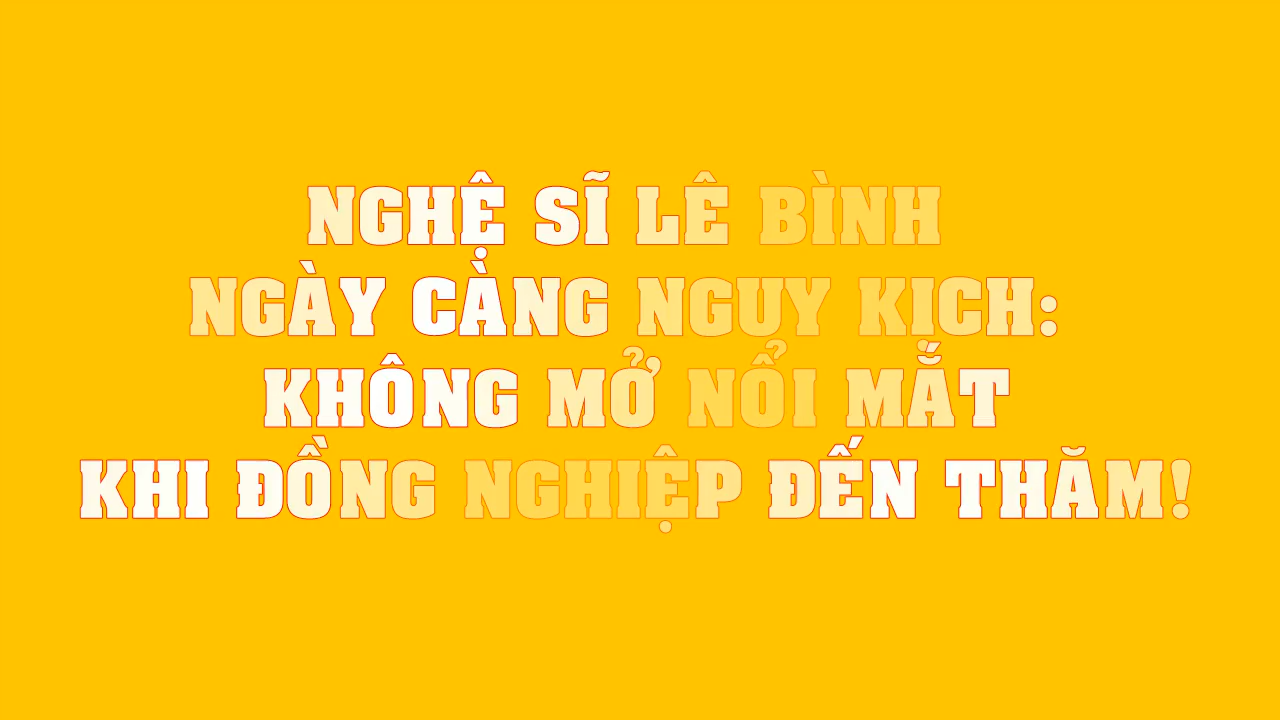 NGHỆ SĨ LÊ BÌNH
NGÀY CÀNG NGUY KỊCH:
KHÔNG MỞ NỔI MẮT
KHI ĐỒNG NGHIỆP ĐẾN THĂM!